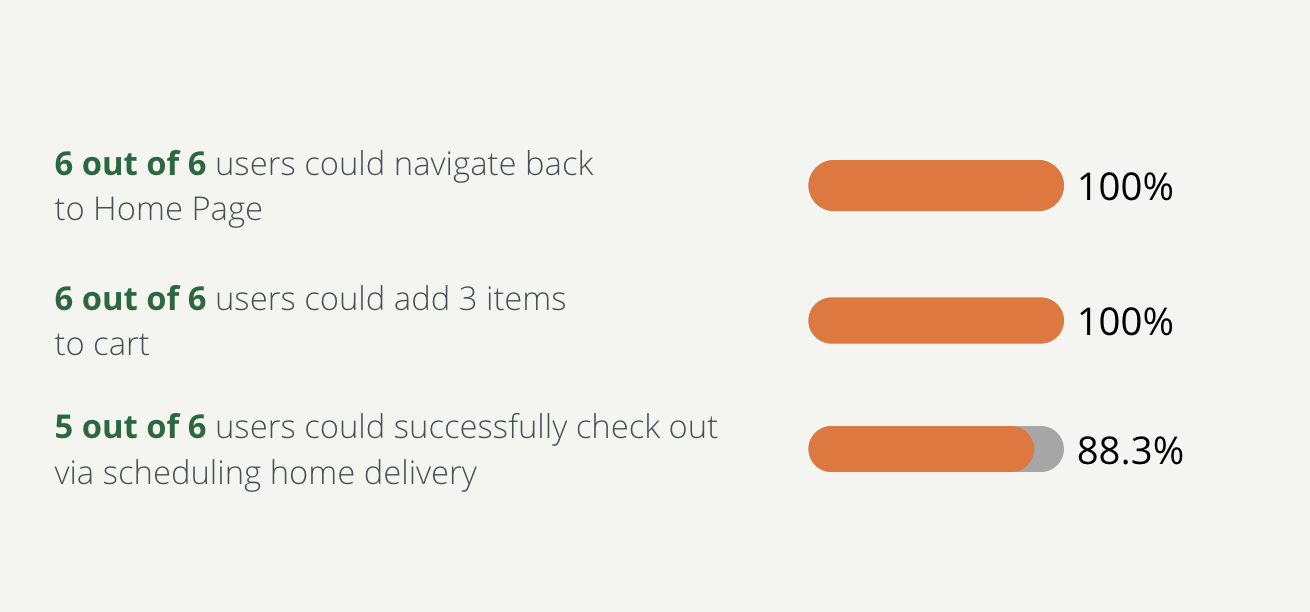 6 out of 6 users could navigate back
to Home Page
100%
6 out of 6 users could add 3 items
to cart
100%
5 out of 6 users could successfully check out
via scheduling home delivery
88.3%